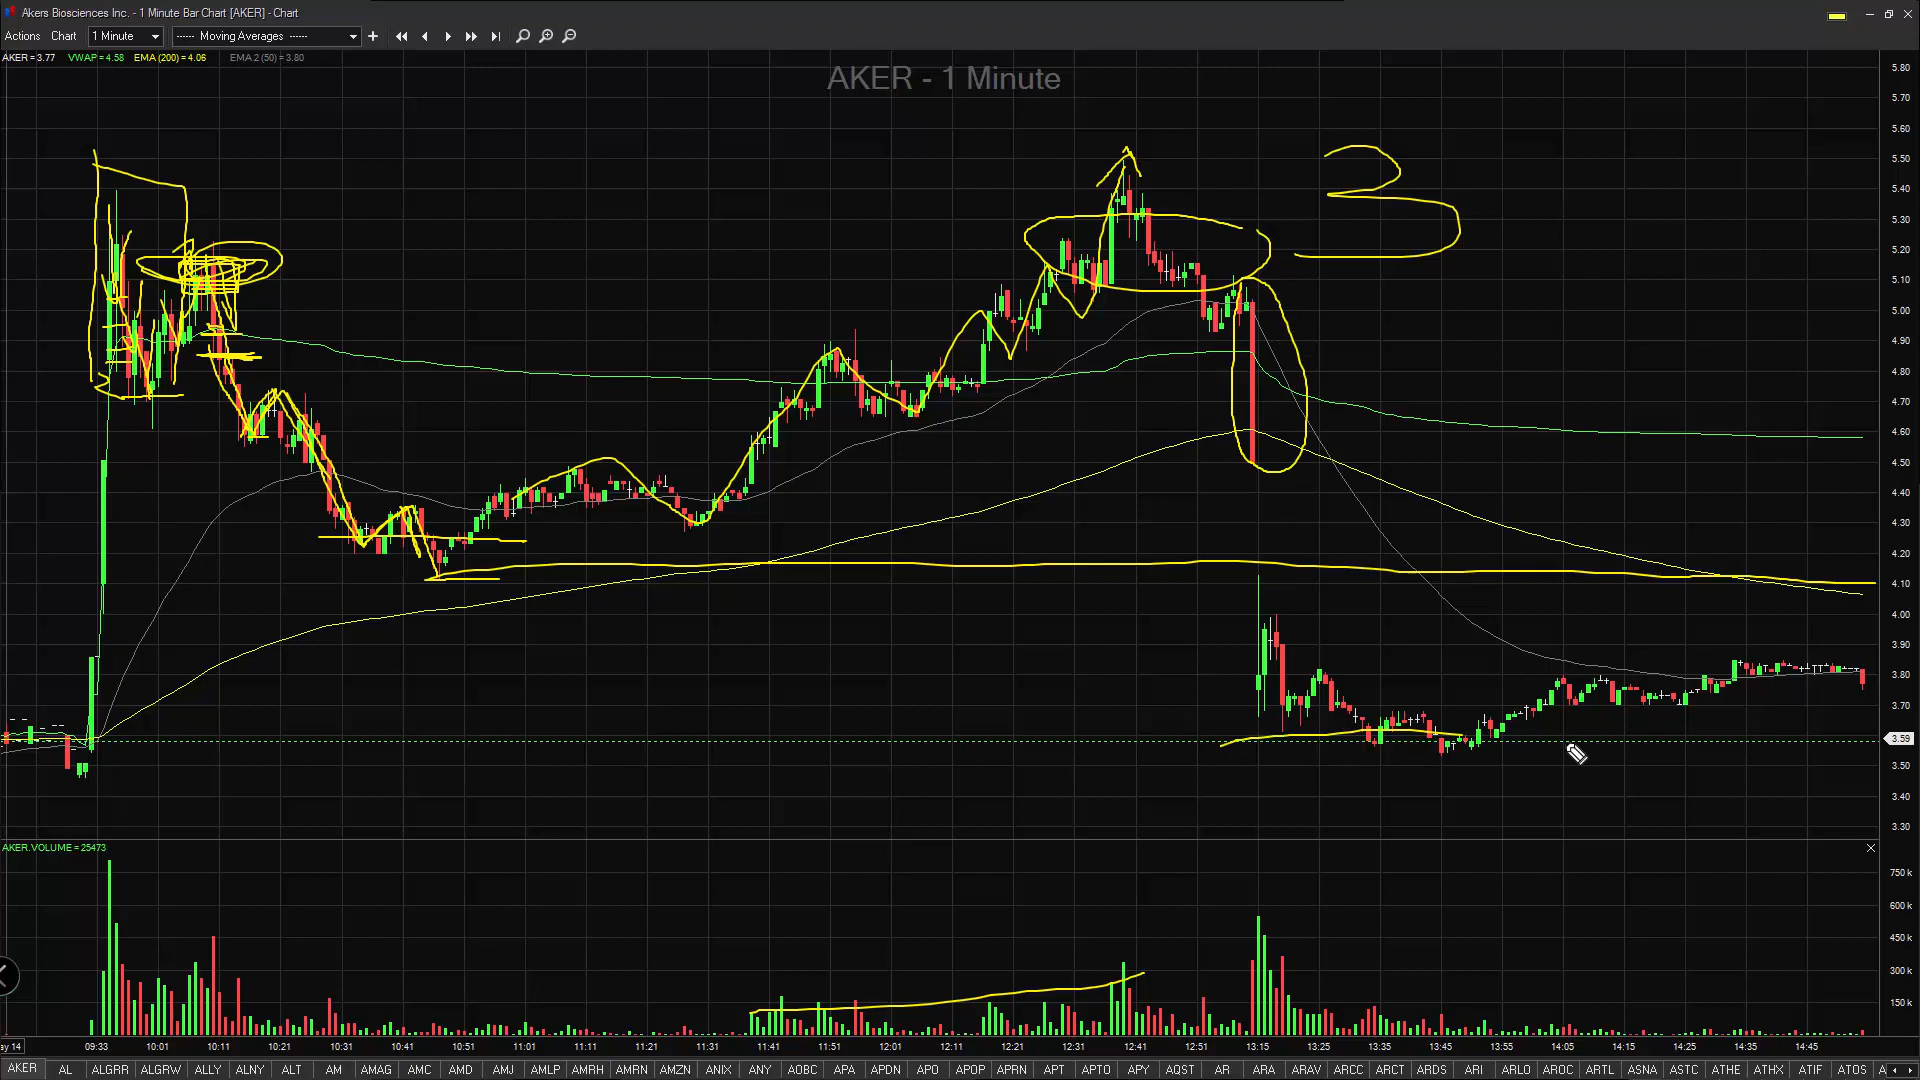 Akers Biosciences Inc. - 1 Minute Bar Chart [AKER] - Chart
Actions Chart 1 Minute ----- Moving Averages -----
AKER = 3.77 VWAP = 4.58 EMA (200) = 4.06 EMA 2 (50) = 3.80
AKER - 1 Minute
5.80
5.70
5.60
5.50
5.40
5.30
5.20
5.10
5.00
4.90
4.80
4.70
4.60
4.50
4.40
4.30
4.20
4.10
4.00
3.90
3.80
3.70
3.59
3.50
3.40
3.30
3
AKER.VOLUME = 25473
750 k
600 k
450 k
300 k
150 k
ay 14 09:33 10:01 10:11 10:21 10:31 10:41 10:51 11:01 11:11 11:21 11:31 11:41 11:51 12:01 12:11 12:21 12:31 12:41 12:51 13:15 13:25 13:35 13:45 13:55 14:05 14:15 14:25 14:35 14:45
AKER AL ALGRR ALGRW ALLY ALNY ALT AM AMAG AMC AMD AMJ AMLP AMRH AMRN AMZN ANIX ANY AOBC APA APDN APO APOP APRN APT APTO APY AQST AR ARA ARAV ARCC ARCT ARDS ARI ARLO AROC ARTL ASNA ASTC ATHE ATHX ATIF ATOS A